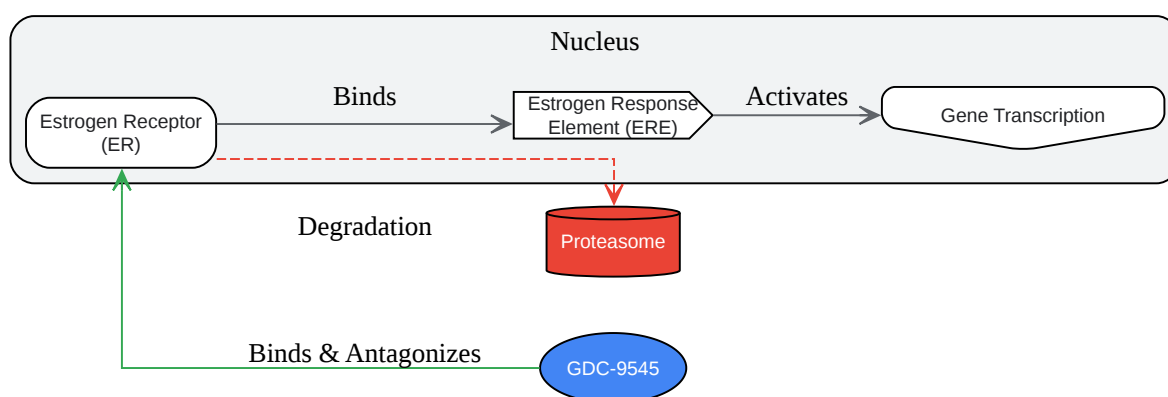 Nucleus
Binds
Activates
Estrogen Receptor
(ER)
Estrogen Response
Element (ERE)
Gene Transcription
Degradation
Proteasome
Binds & Antagonizes
GDC-9545